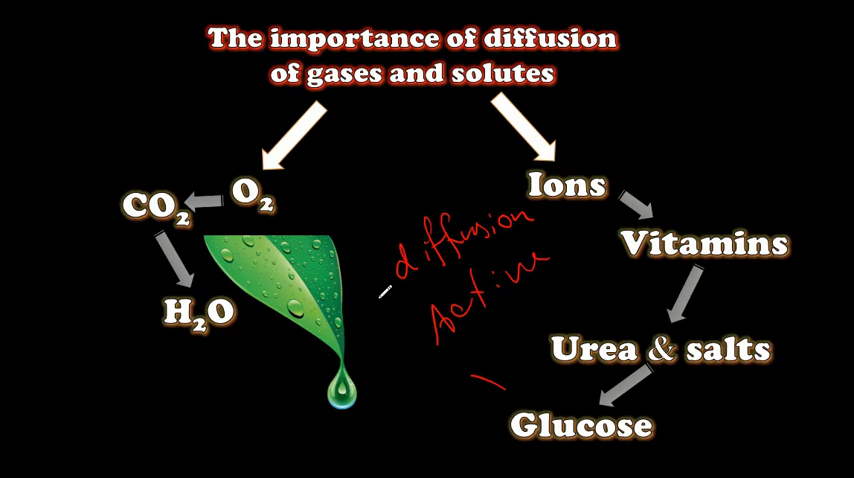 The importance of diffusion
of gases and solutes
O₂
CO₂
H₂O
Ions
Vitamins
Urea & salts
Glucose
diffusion
Active